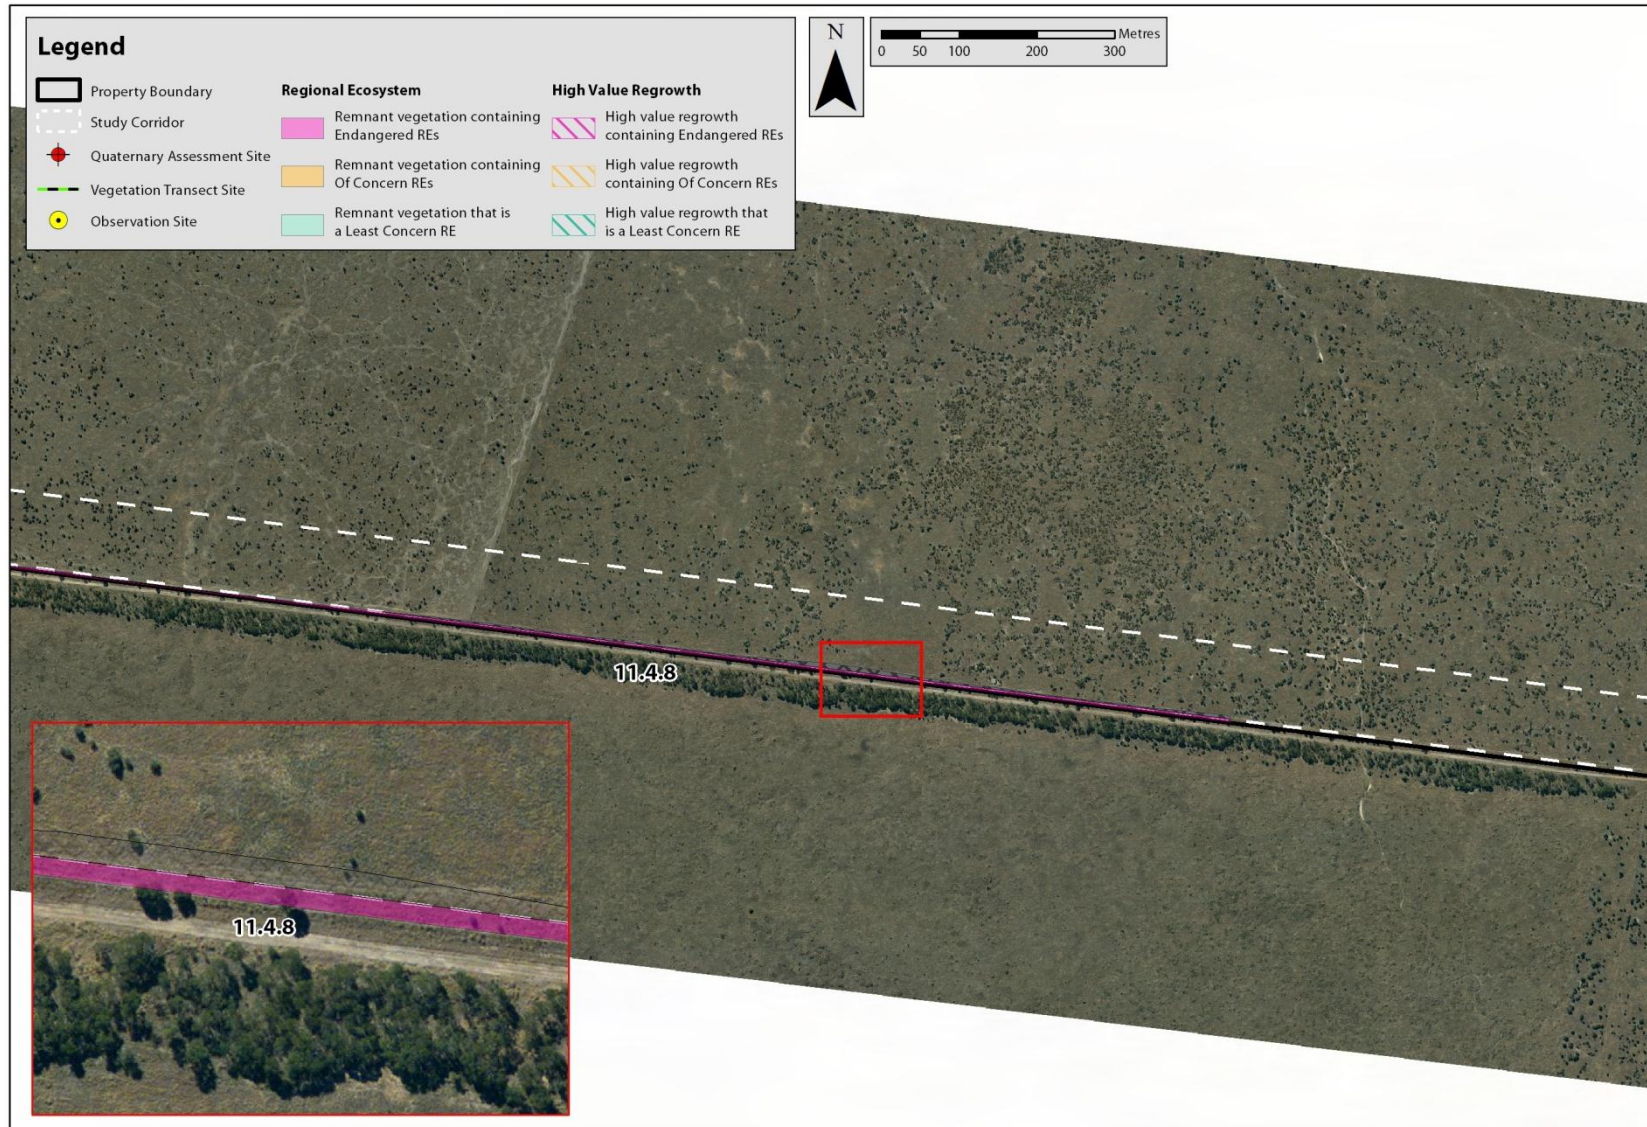 Legend
Property Boundary
Study Corridor
Quaternary Assessment Site
Vegetation Transect Site
Observation Site
Regional Ecosystem
Remnant vegetation containing
Endangered REs
Remnant vegetation containing
Of Concern REs
Remnant vegetation that is
a Least Concern RE
High Value Regrowth
High value regrowth
containing Endangered REs
High value regrowth
containing Of Concern REs
High value regrowth that
is a Least Concern RE
N
Metres
0 50 100 200 300
11.4.8
11.4.8